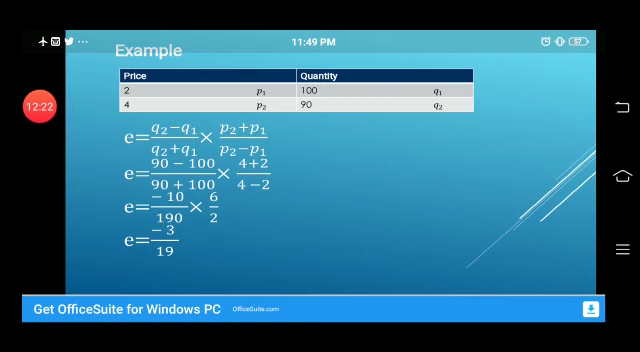 11:49 PM
57
Example
12:22
Price Quantity
2 p₁ 100 q₁
4 p₂ 90 q₂
e=(q₂−q₁)/(q₂+q₁)×(p₂+p₁)/(p₂−p₁)
e=(90 − 100)/(90 + 100)×(4+2)/(4−2)
e=(− 10)/190×6/2
e=(− 3)/19
Get OfficeSuite for Windows PC OfficeSuite.com